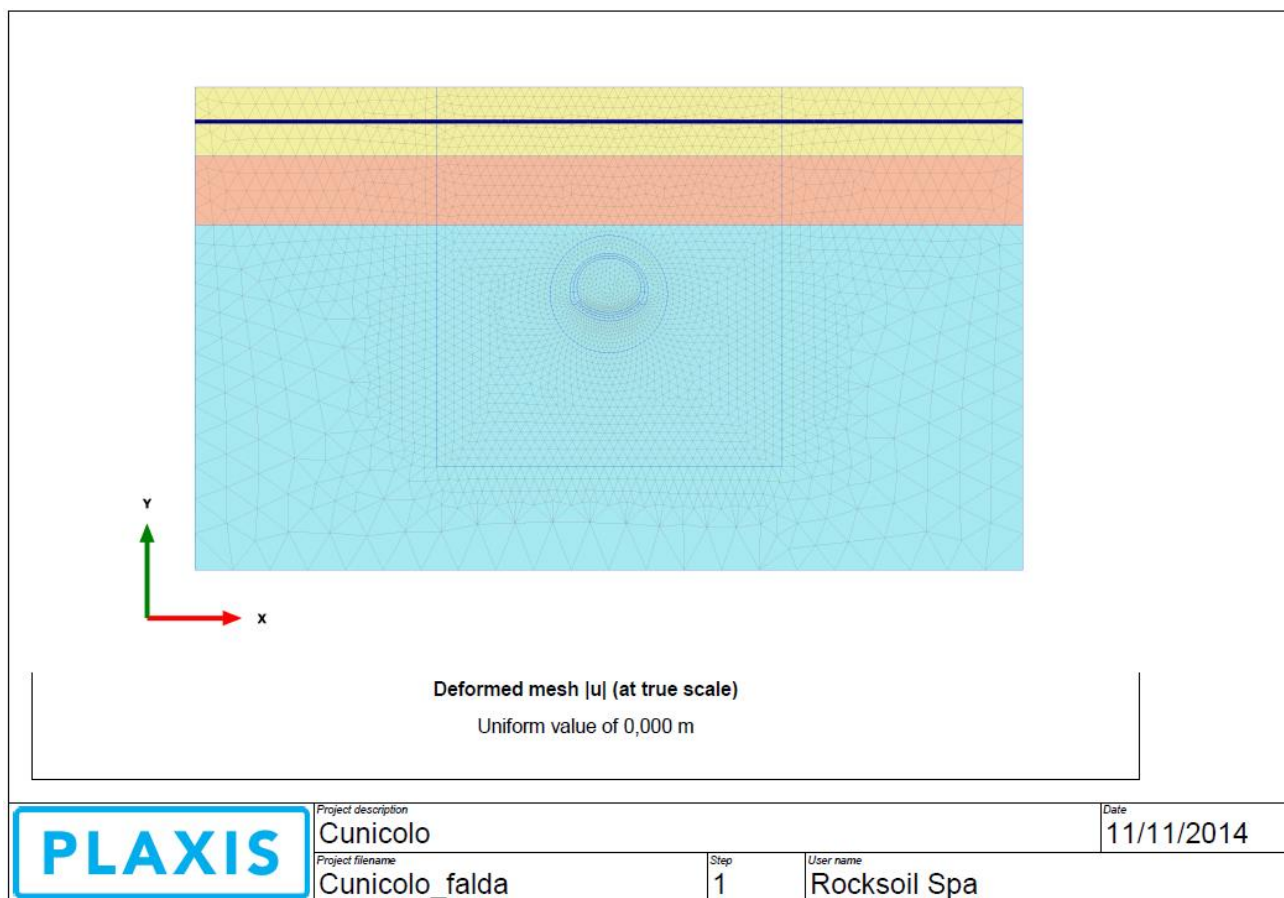 Y
X
Deformed mesh |u| (at true scale)
Uniform value of 0,000 m
PLAXIS
Project description
Cunicolo
Date
11/11/2014
Project filename
Cunicolo_falda
Step
1
User name
Rocksoil Spa